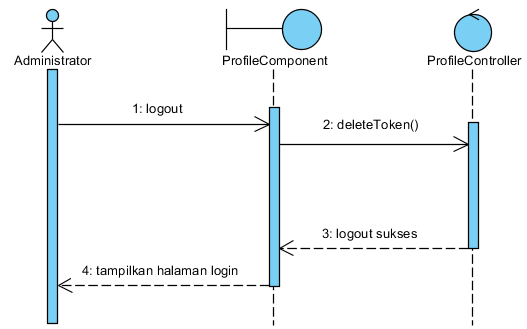 Administrator
ProfileComponent
ProfileController
1: logout
2: deleteToken()
3: logout sukses
4: tampilkan halaman login